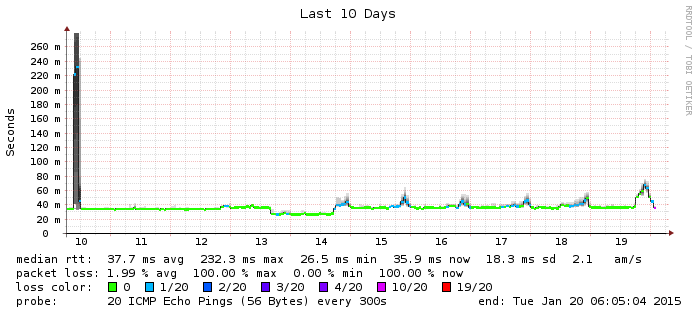 Last 10 Days
RRDTOOL / TOBI OETIKER
Seconds
260 m
240 m
220 m
200 m
180 m
160 m
140 m
120 m
100 m
80 m
60 m
40 m
20 m
0
10 11 12 13 14 15 16 17 18 19
median rtt: 37.7 ms avg 232.3 ms max 26.5 ms min 35.9 ms now 18.3 ms sd 2.1 am/s
packet loss: 1.99 % avg 100.00 % max 0.00 % min 100.00 % now
loss color: 0 1/20 2/20 3/20 4/20 10/20 19/20
probe: 20 ICMP Echo Pings (56 Bytes) every 300s end: Tue Jan 20 06:05:04 2015